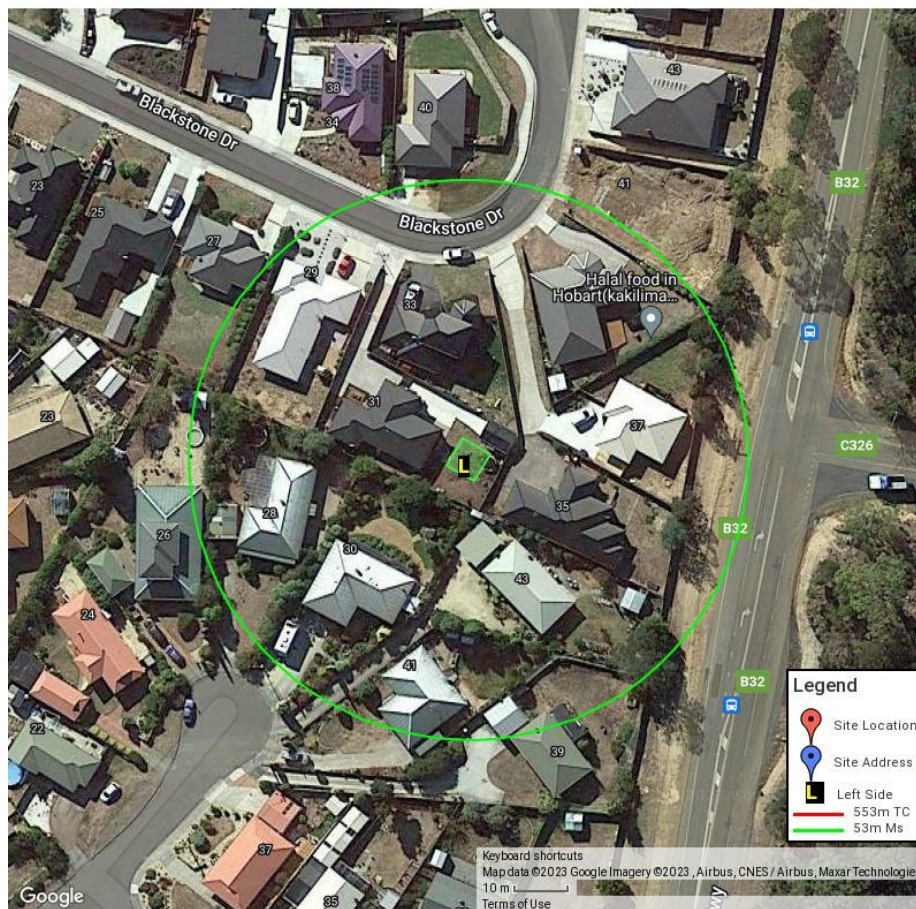 38
34
43
40
Blackstone Dr
B32
23
25
41
27
Blackstone Dr
29
Halal food in
Hobart(kakilima...
33
31
37
23
C326
L
28
35
B32
26
30
43
24
41
B32
39
22
37
35
wy
Legend
Site Location
Site Address
L Left Side
553m TC
53m Ms
Keyboard shortcuts
Map data ©2023 Google Imagery ©2023 , Airbus, CNES / Airbus, Maxar Technologies
10 m
Terms of Use
Google